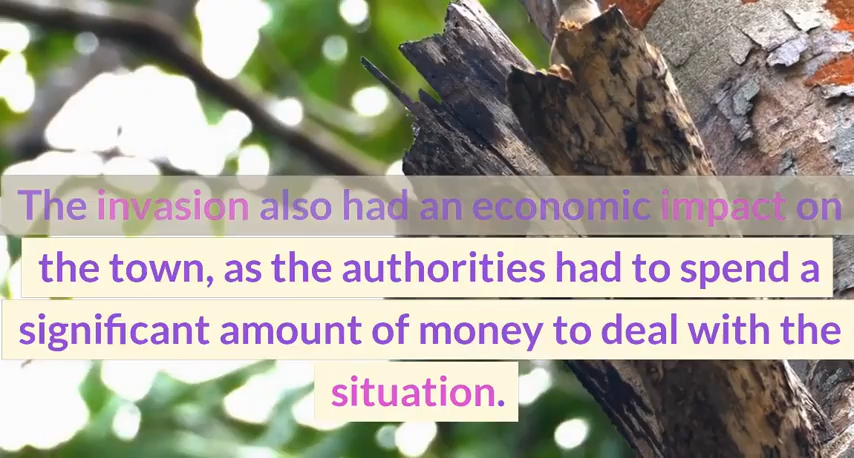 The invasion also had an economic impact on
the town, as the authorities had to spend a
significant amount of money to deal with the
situation.